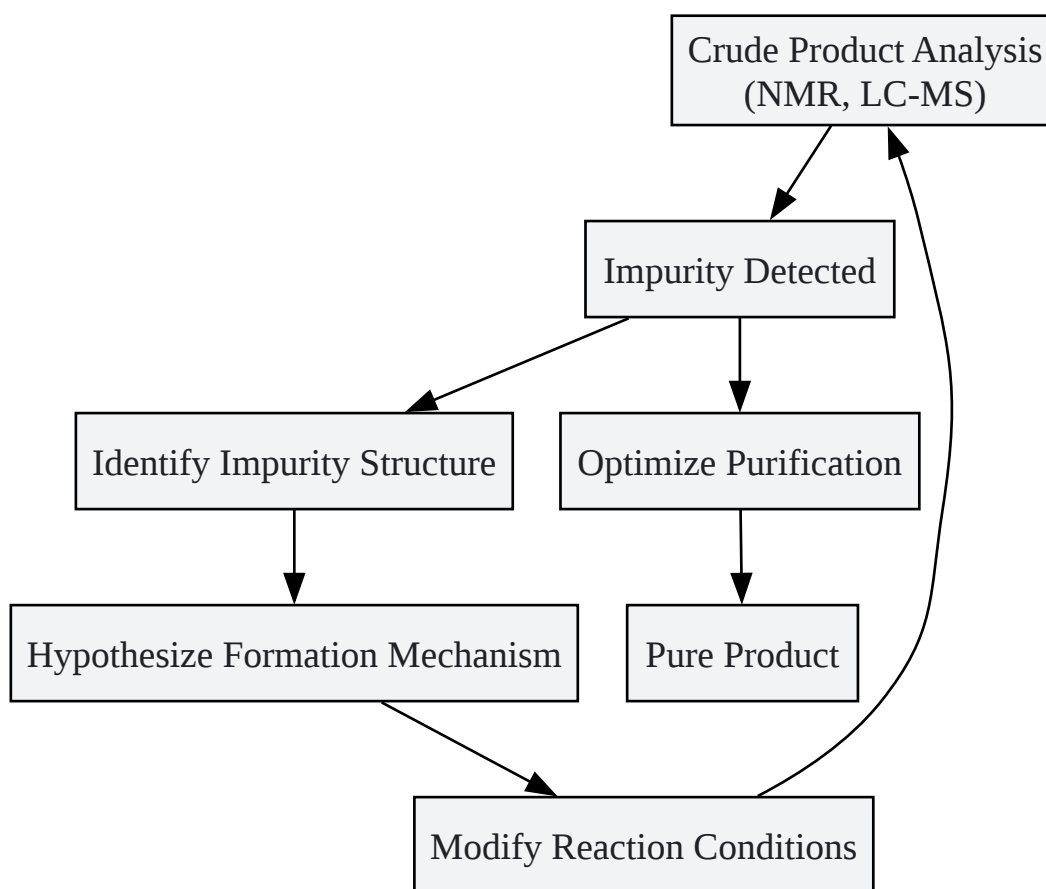 Crude Product Analysis
(NMR, LC-MS)
Impurity Detected
Identify Impurity Structure
Optimize Purification
Hypothesize Formation Mechanism
Pure Product
Modify Reaction Conditions